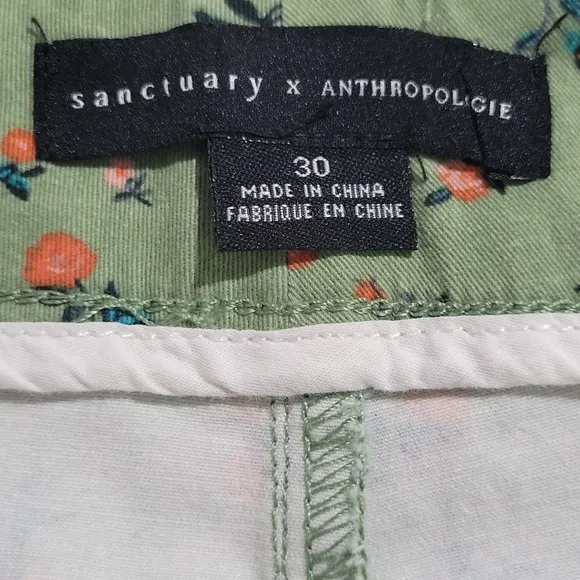 sanctuary x ANTHROPOLOGIE
30
MADE IN CHINA
FABRIQUE EN CHINE